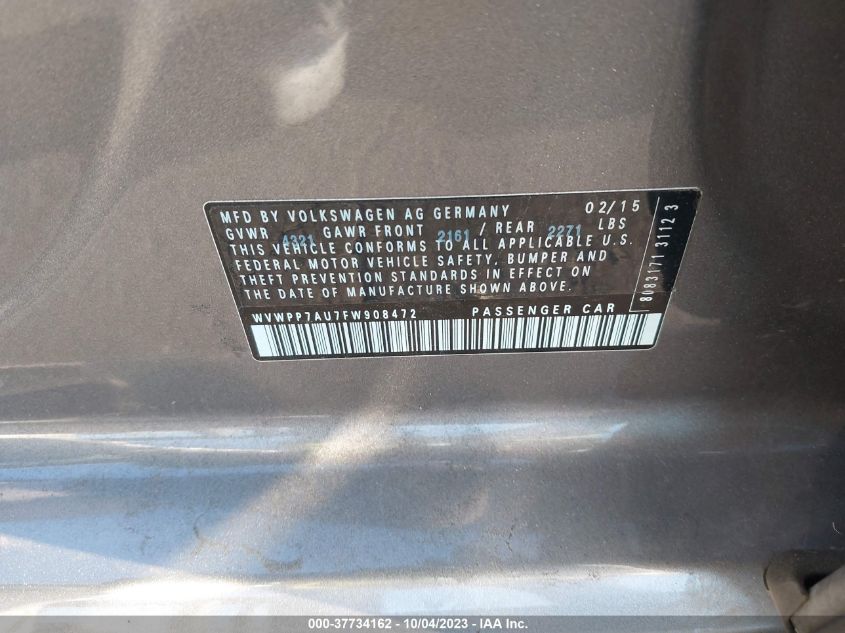 MFD BY VOLKSWAGEN AG GERMANY 02/15
GVWR 4321 GAWR FRONT 2161 / REAR 2271 LBS
THIS VEHICLE CONFORMS TO ALL APPLICABLE U.S.
FEDERAL MOTOR VEHICLE SAFETY, BUMPER AND
THEFT PREVENTION STANDARDS IN EFFECT ON
THE DATE OF MANUFACTURE SHOWN ABOVE.
WVWPP7AU7FW908472 PASSENGER CAR
8083171 3112 3
000-37734162 - 10/04/2023 - IAA Inc.